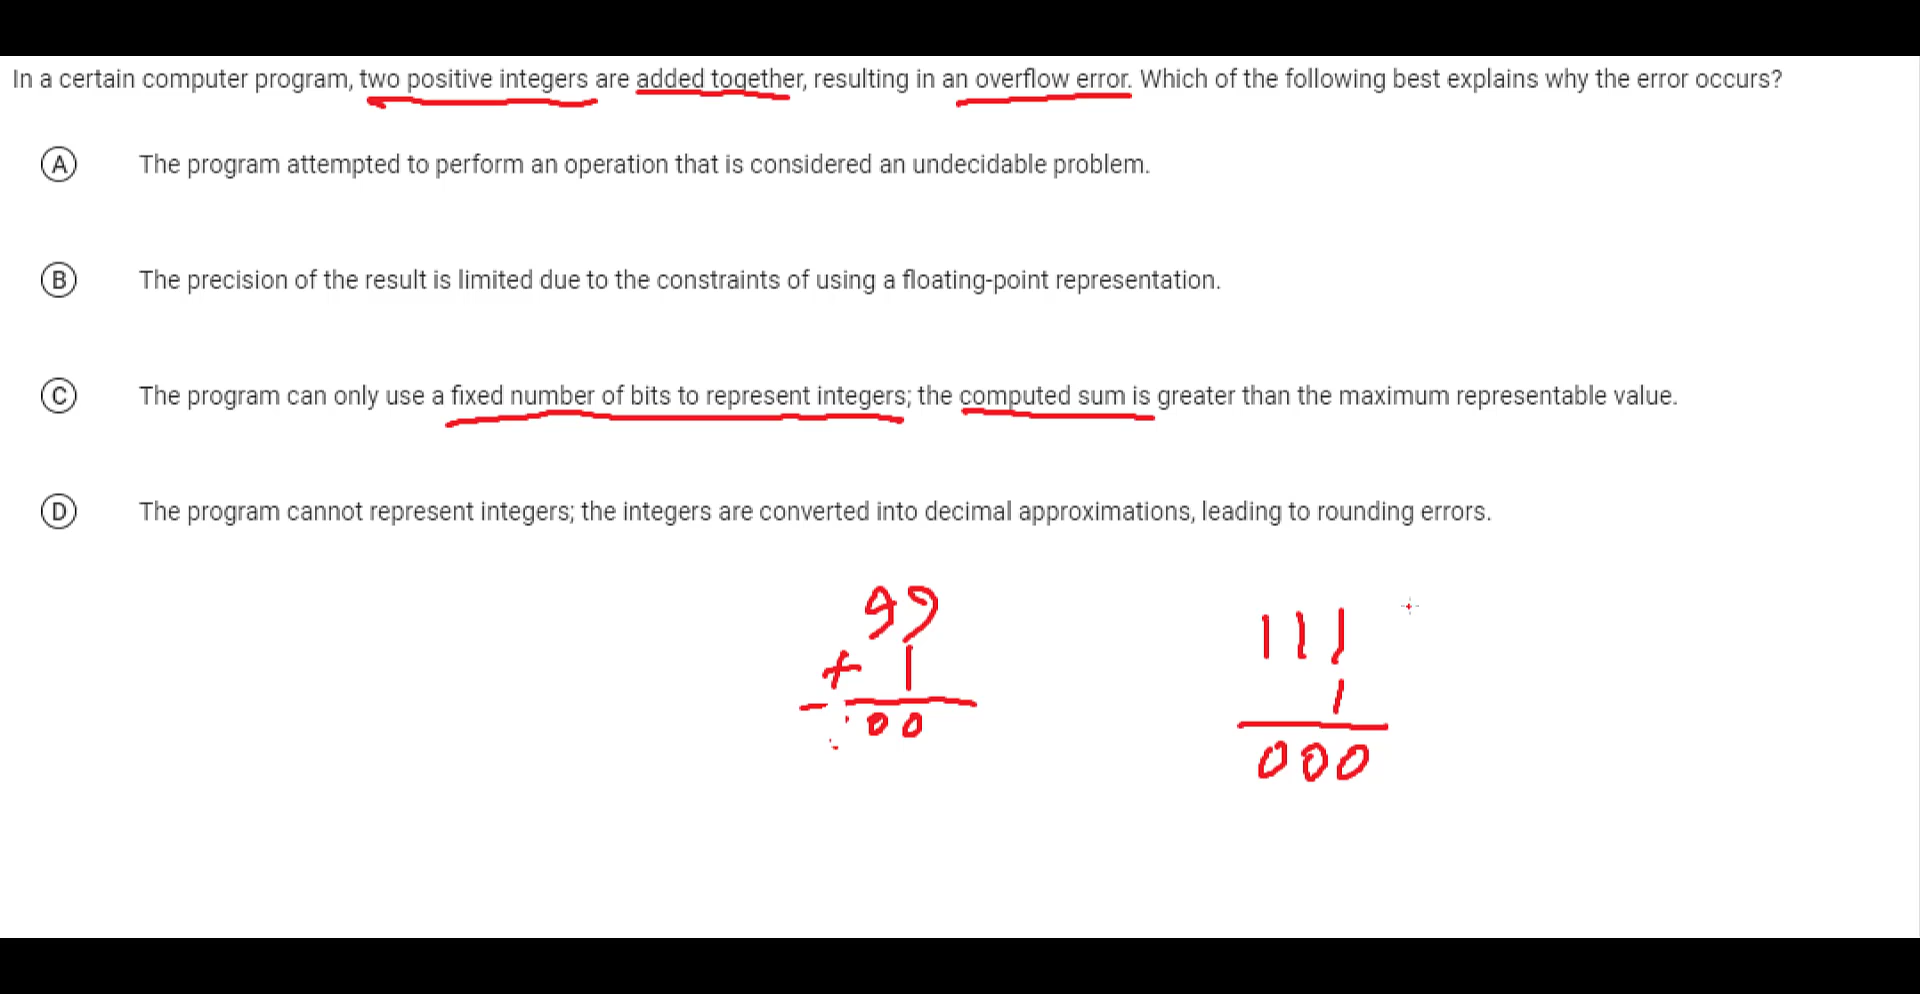 In a certain computer program, two positive integers are added together, resulting in an overflow error. Which of the following best explains why the error occurs?
A The program attempted to perform an operation that is considered an undecidable problem.
B The precision of the result is limited due to the constraints of using a floating-point representation.
C The program can only use a fixed number of bits to represent integers; the computed sum is greater than the maximum representable value.
D The program cannot represent integers; the integers are converted into decimal approximations, leading to rounding errors.
99
+ 1
00
111
1
000